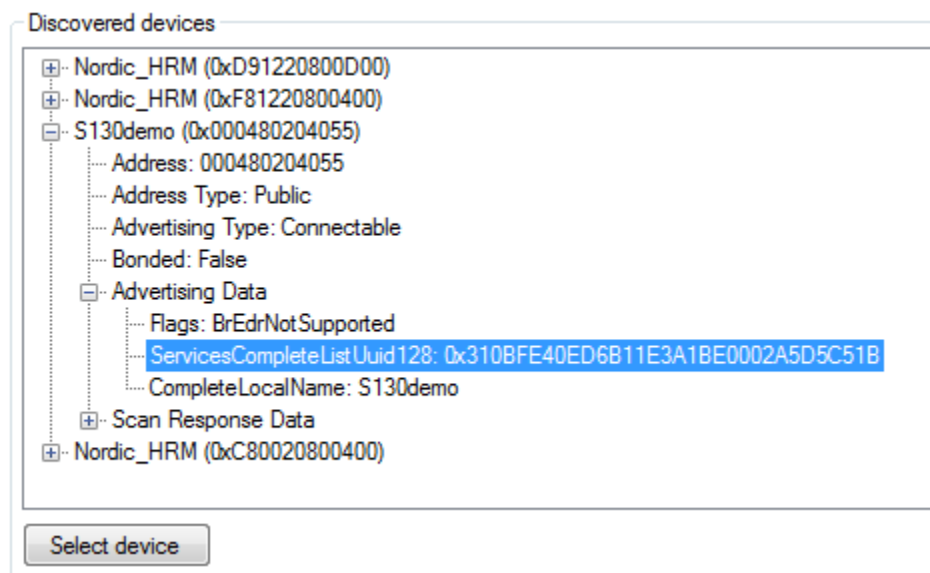 Discovered devices
Nordic_HRM (0xD91220800D00)
Nordic_HRM (0xF81220800400)
S130demo (0x000480204055)
Address: 000480204055
Address Type: Public
Advertising Type: Connectable
Bonded: False
Advertising Data
Flags: BrEdrNotSupported
ServicesCompleteListUuid128: 0x310BFE40ED6B11E3A1BE0002A5D5C51B
CompleteLocalName: S130demo
Scan Response Data
Nordic_HRM (0xC80020800400)
Select device